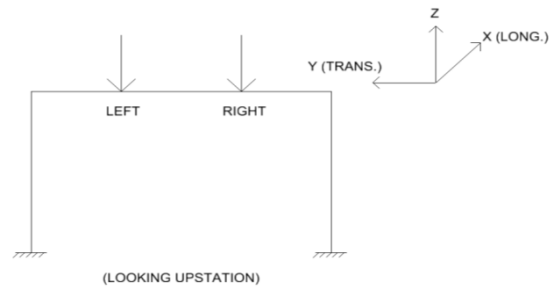 Z
X (LONG.)
Y (TRANS.)
LEFT
RIGHT
(LOOKING UPSTATION)